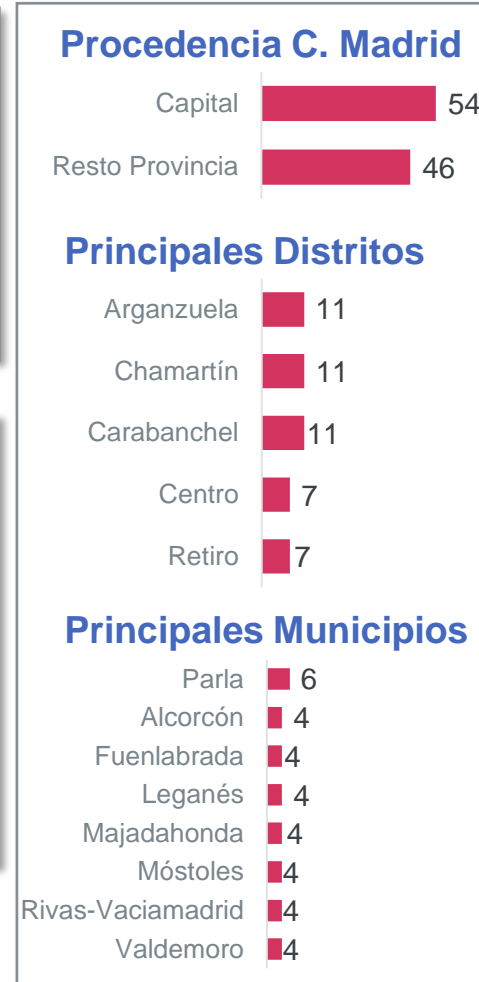 Procedencia C. Madrid
Capital 54
Resto Provincia 46
Principales Distritos
Arganzuela 11
Chamartín 11
Carabanchel 11
Centro 7
Retiro 7
Principales Municipios
Parla 6
Alcorcón 4
Fuenlabrada 4
Leganés 4
Majadahonda 4
Móstoles 4
Rivas-Vaciamadrid 4
Valdemoro 4